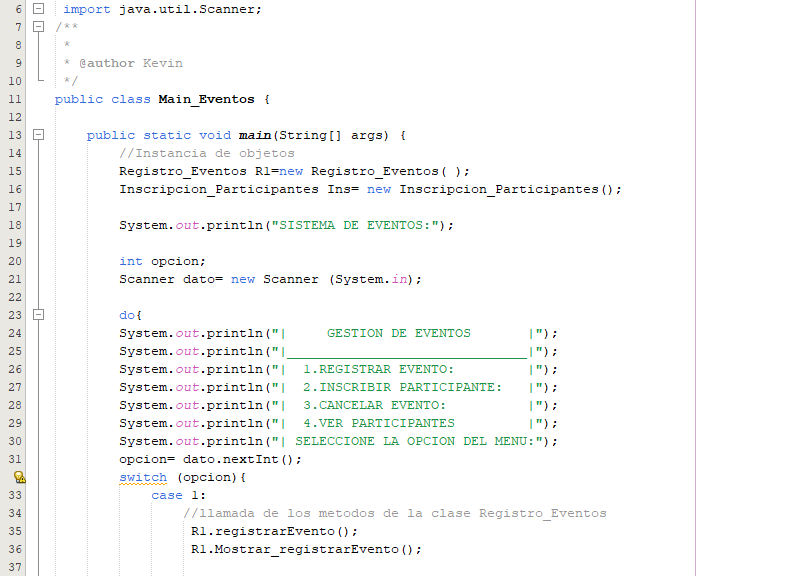 6 import java.util.Scanner;
7 /**
8 *
9 * @author Kevin
10 */
11 public class Main_Eventos {
12
13 public static void main(String[] args) {
14 //Instancia de objetos
15 Registro_Eventos R1=new Registro_Eventos( );
16 Inscripcion_Participantes Ins= new Inscripcion_Participantes();
17
18 System.out.println("SISTEMA DE EVENTOS:");
19
20 int opcion;
21 Scanner dato= new Scanner (System.in);
22
23 do{
24 System.out.println("|     GESTION DE EVENTOS       |");
25 System.out.println("|______________________________|");
26 System.out.println("|  1.REGISTRAR EVENTO:         |");
27 System.out.println("|  2.INSCRIBIR PARTICIPANTE:   |");
28 System.out.println("|  3.CANCELAR EVENTO:          |");
29 System.out.println("|  4.VER PARTICIPANTES         |");
30 System.out.println("| SELECCIONE LA OPCION DEL MENU:");
31 opcion= dato.nextInt();
switch (opcion){
33 case 1:
34 //llamada de los metodos de la clase Registro_Eventos
35 R1.registrarEvento();
36 R1.Mostrar_registrarEvento();
37